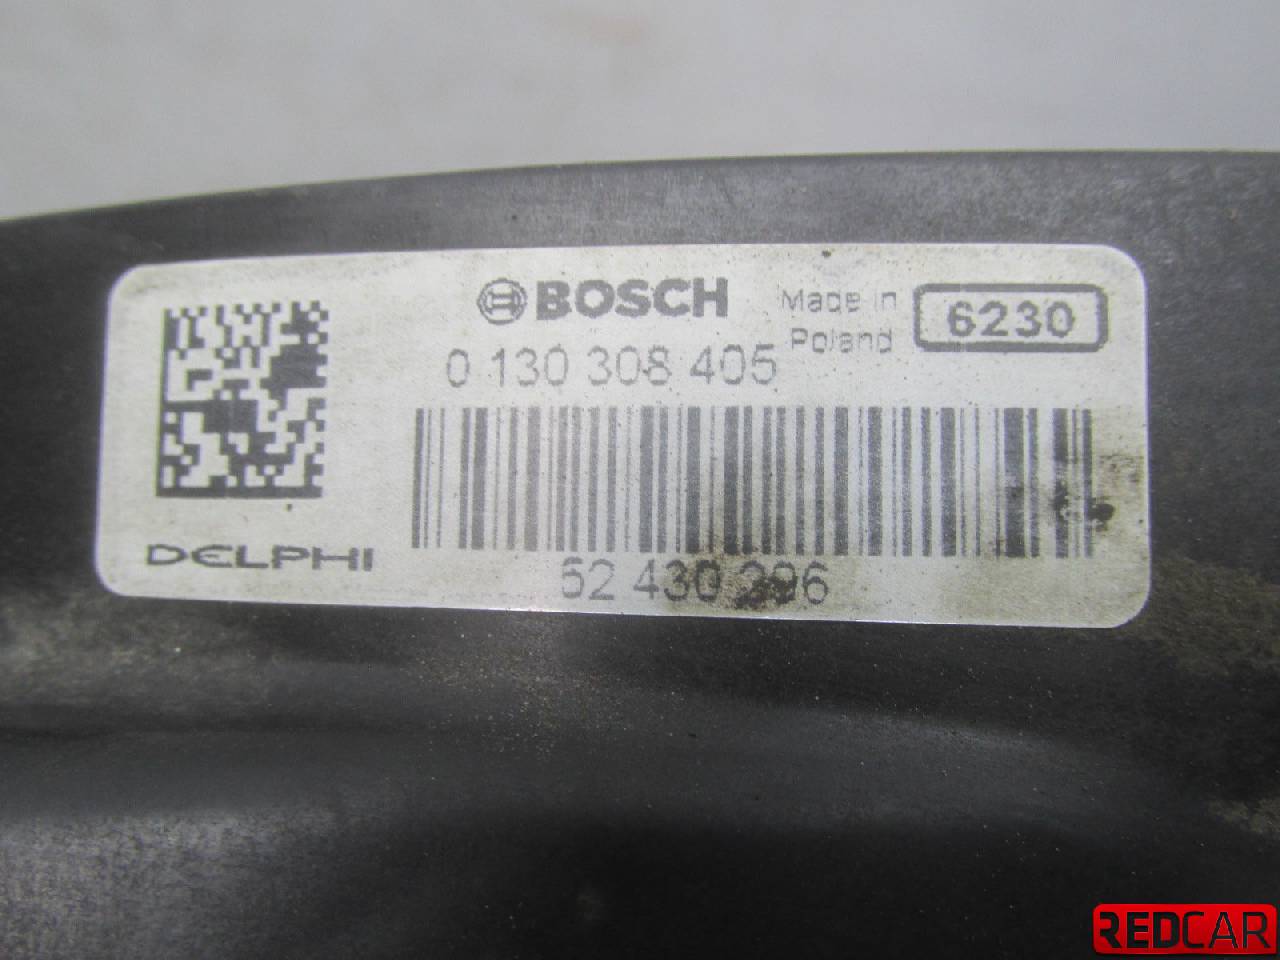 BOSCH
Made in
Poland
6230
0 130 308 405
DELPHI
52 430 296
REDCAR